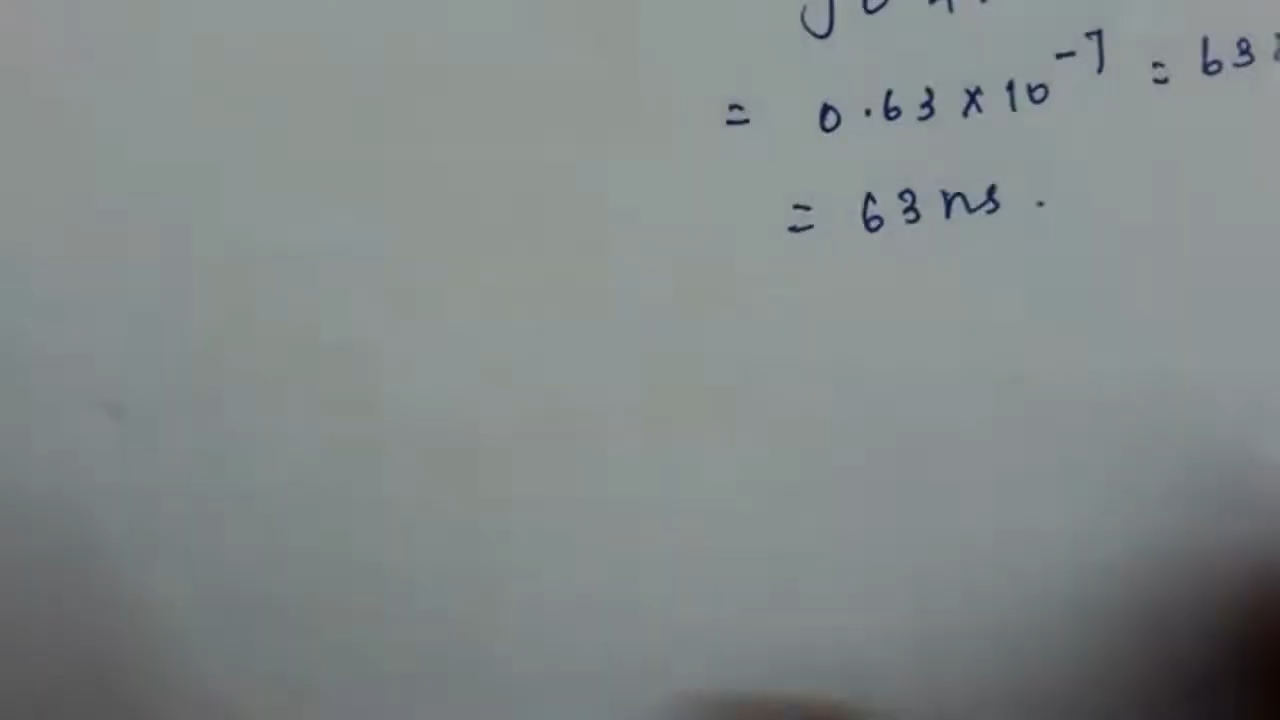 = 0.63 × 10⁻⁷ = 63
= 63 ns.